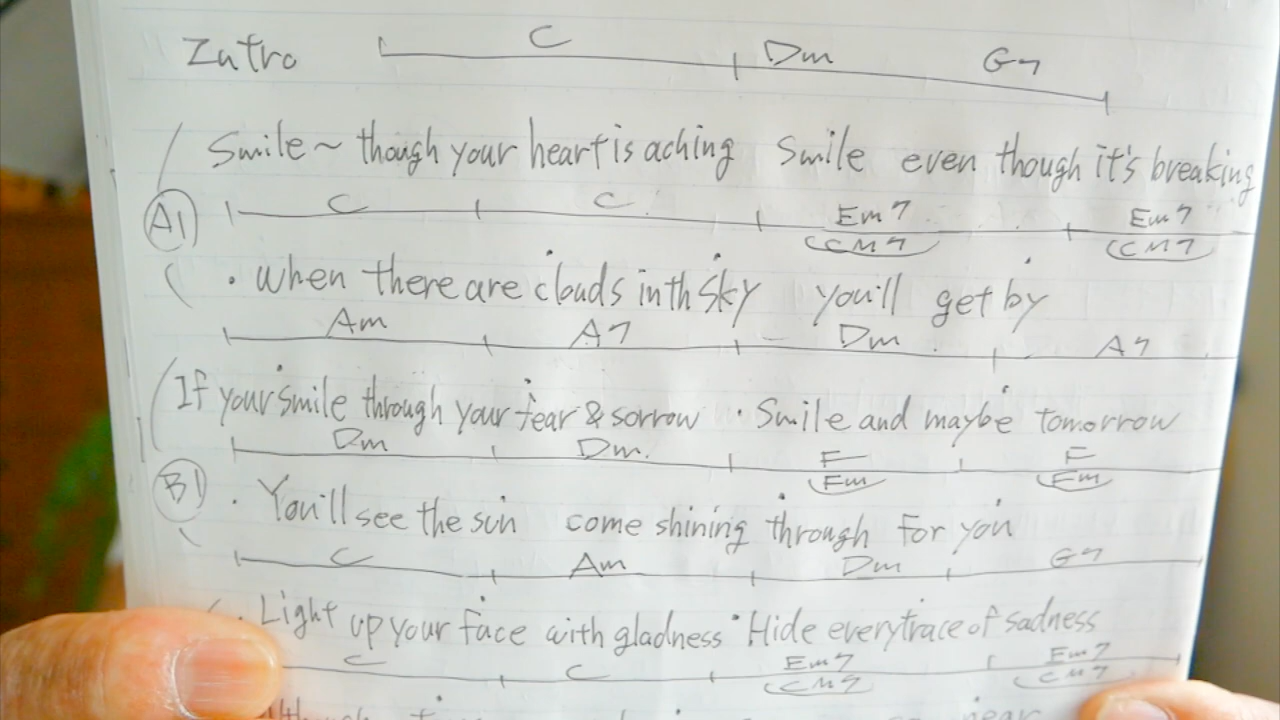 Intro C Dm G7
Smile~ though your heart is aching Smile even though it's breaking
A1 C C Em7 Em7
CM7 CM7
. When there are clouds in th sky you'll get by
Am A7 Dm A7
If your smile through your fear & sorrow . Smile and maybe tomorrow
Dm Dm. F F
Fm Fm
B1 . You'll see the sun come shining through For you
C Am Dm G7
. Light up your face with gladness . Hide every trace of sadness
C C Em7 Em7
CM7 CM7
near